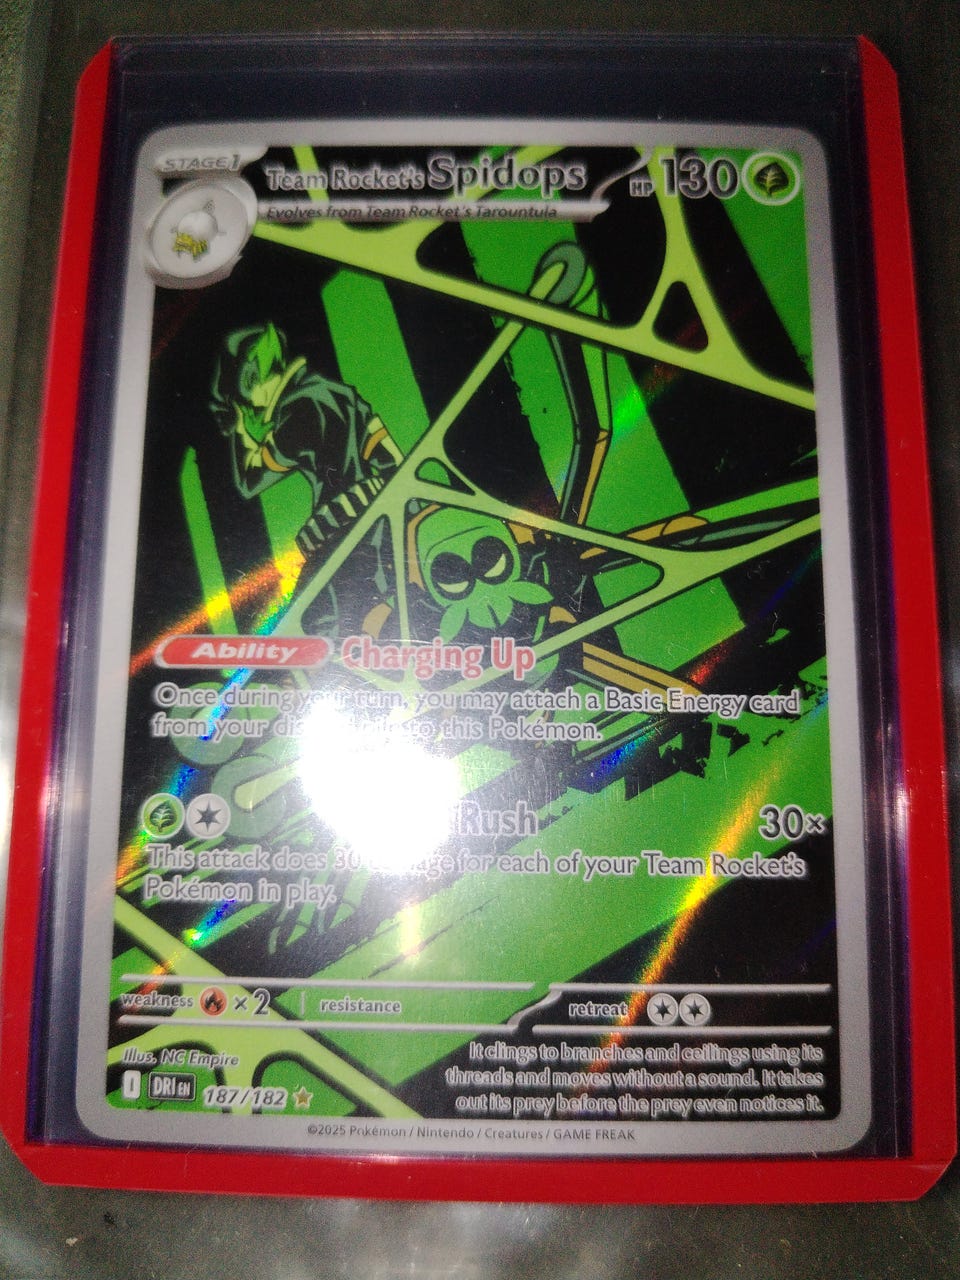 STAGE 1
Team Rocket's Spidops HP 130
Evolves from Team Rocket's Tarountula
Ability Charging Up
Once during your turn, you may attach a Basic Energy card
from your to this Pokémon.
Rush 30×
This attack does 30 for each of your Team Rocket's
Pokémon in play.
weakness ×2 resistance retreat
Illus. NC Empire
It clings to branches and ceilings using its
threads and moves without a sound. It takes
out its prey before the prey even notices it.
I DRI EN 187/182
©2025 Pokémon / Nintendo / Creatures / GAME FREAK